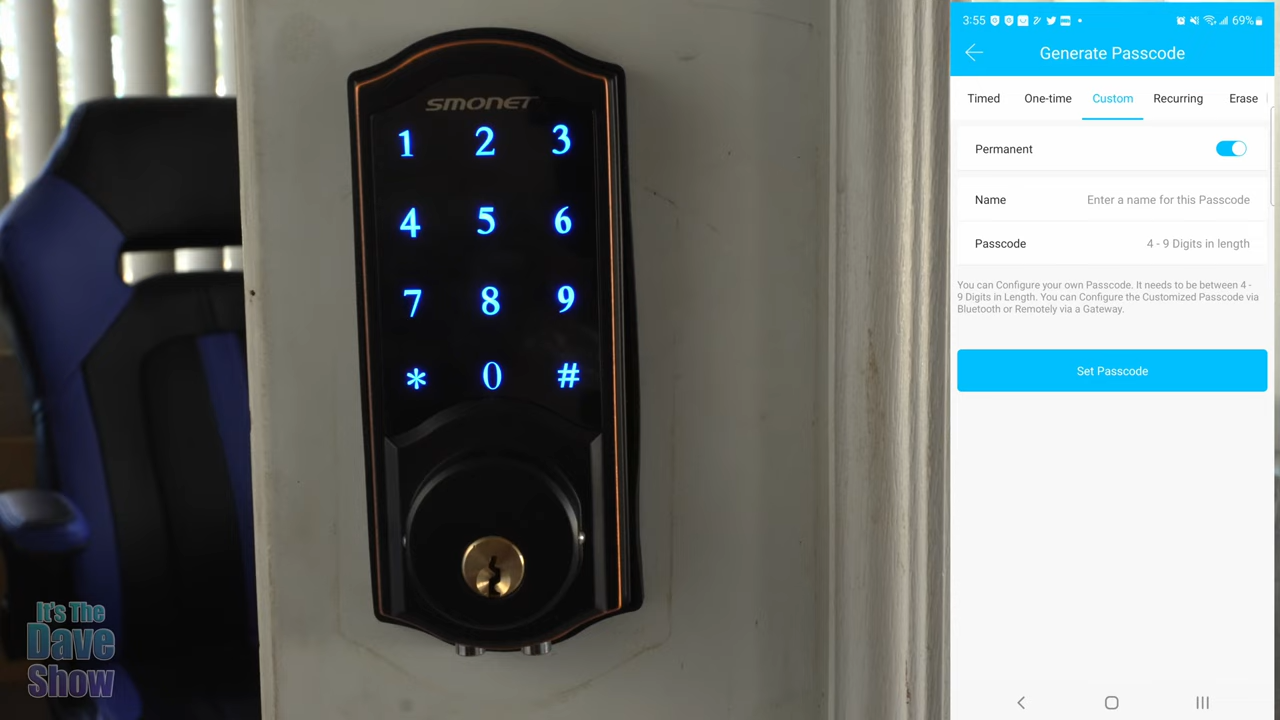 SMONET
1 2 3
4 5 6
7 8 9
* 0 #
It's The
Dave
Show
3:55
69%
Generate Passcode
Timed One-time Custom Recurring Erase
Permanent
Name Enter a name for this Passcode
Passcode 4 - 9 Digits in length
You can Configure your own Passcode. It needs to be between 4 -
9 Digits in Length. You can Configure the Customized Passcode via
Bluetooth or Remotely via a Gateway.
Set Passcode